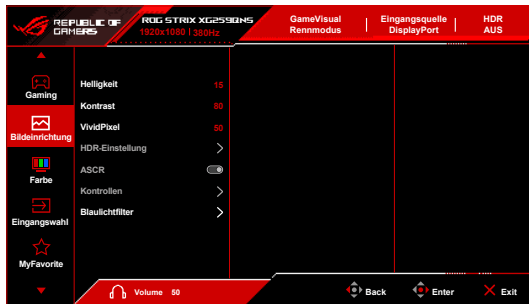 REPUBLIC OF GAMERS
ROG STRIX XG259QNS
1920x1080 | 380Hz
GameVisual
Rennmodus
Eingangsquelle
DisplayPort
HDR
AUS
Gaming
Bildeinrichtung
Farbe
Eingangswahl
MyFavorite
Helligkeit 15
Kontrast 80
VividPixel 50
HDR-Einstellung
ASCR
Kontrollen
Blaulichtfilter
Volume 50
Back
Enter
Exit